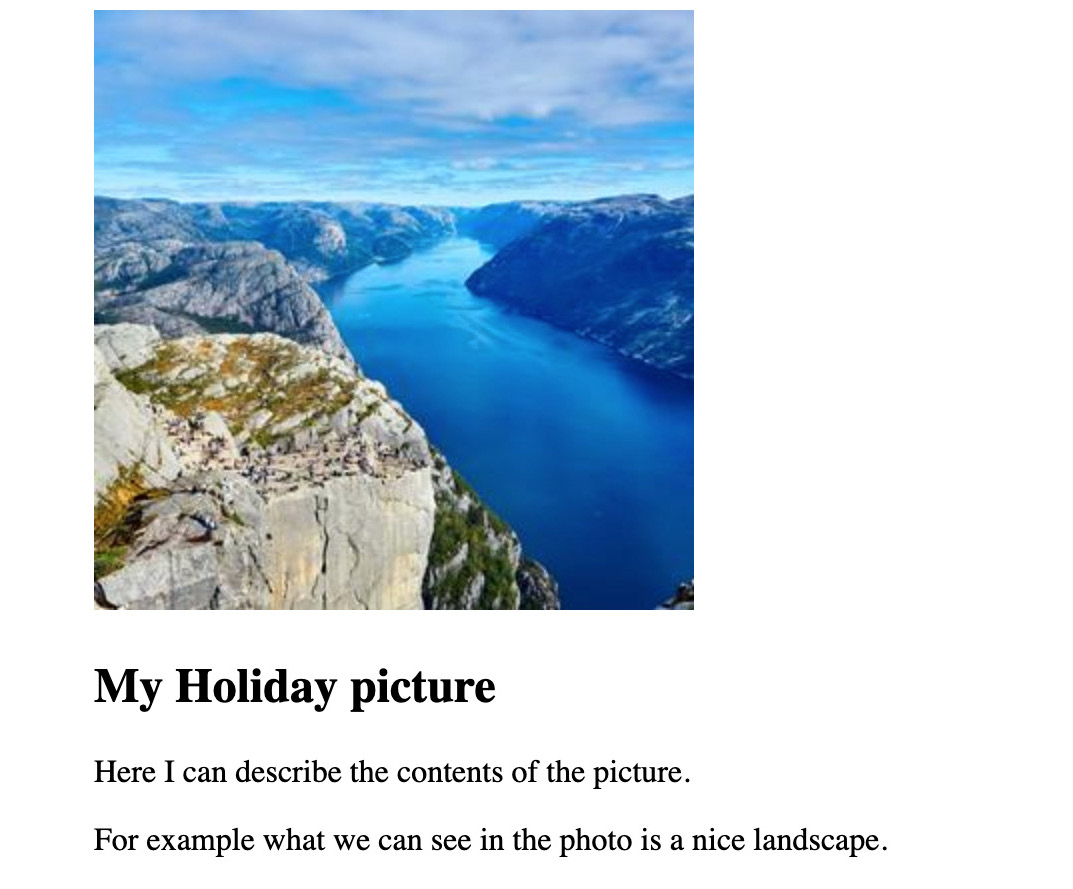 My Holiday picture
Here I can describe the contents of the picture.
For example what we can see in the photo is a nice landscape.